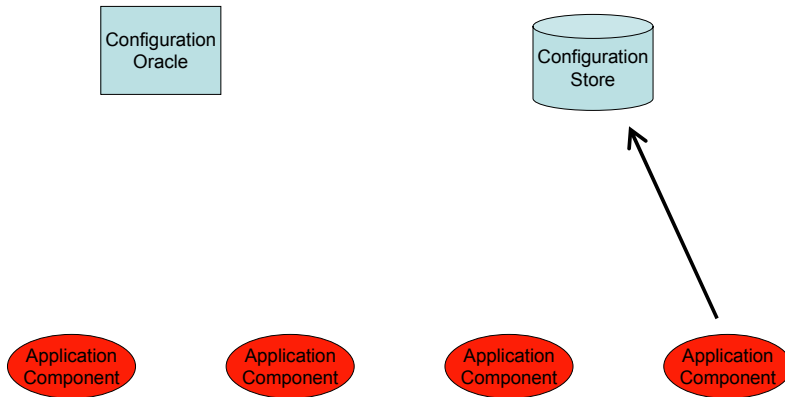 Configuration
Oracle
Configuration
Store
Application
Component
Application
Component
Application
Component
Application
Component